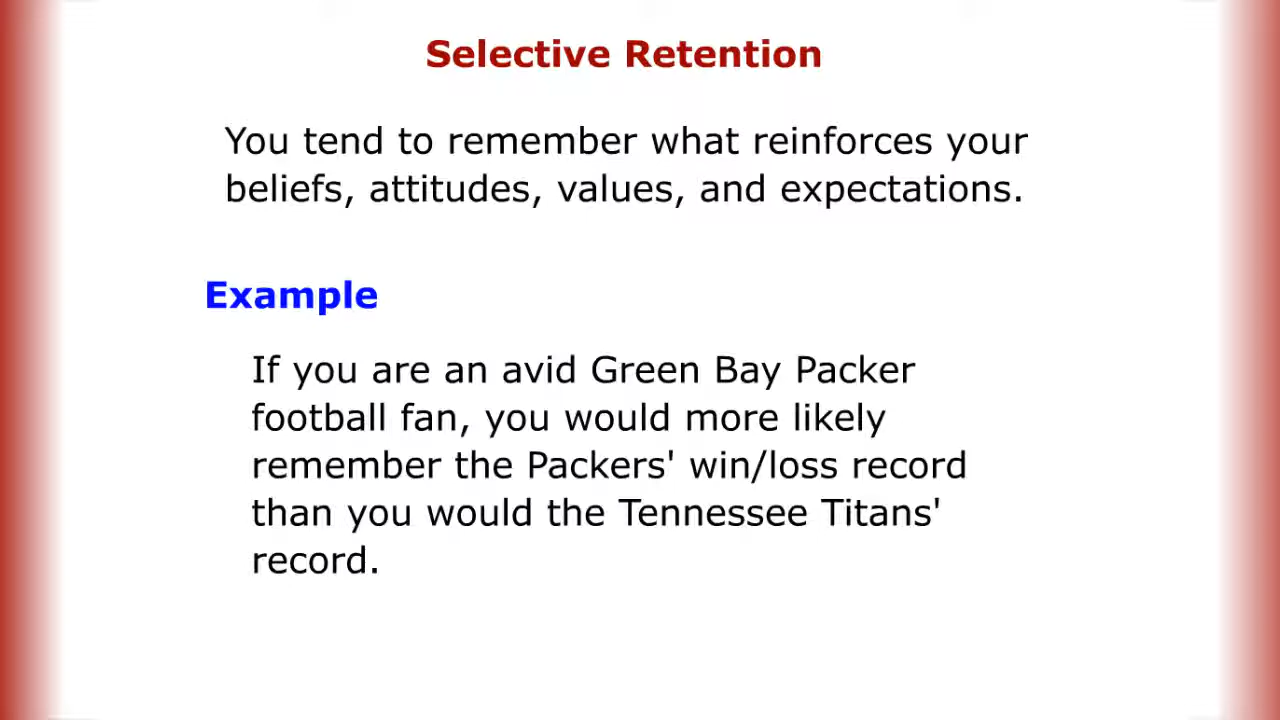 Selective Retention
You tend to remember what reinforces your
beliefs, attitudes, values, and expectations.
Example
If you are an avid Green Bay Packer
football fan, you would more likely
remember the Packers' win/loss record
than you would the Tennessee Titans'
record.